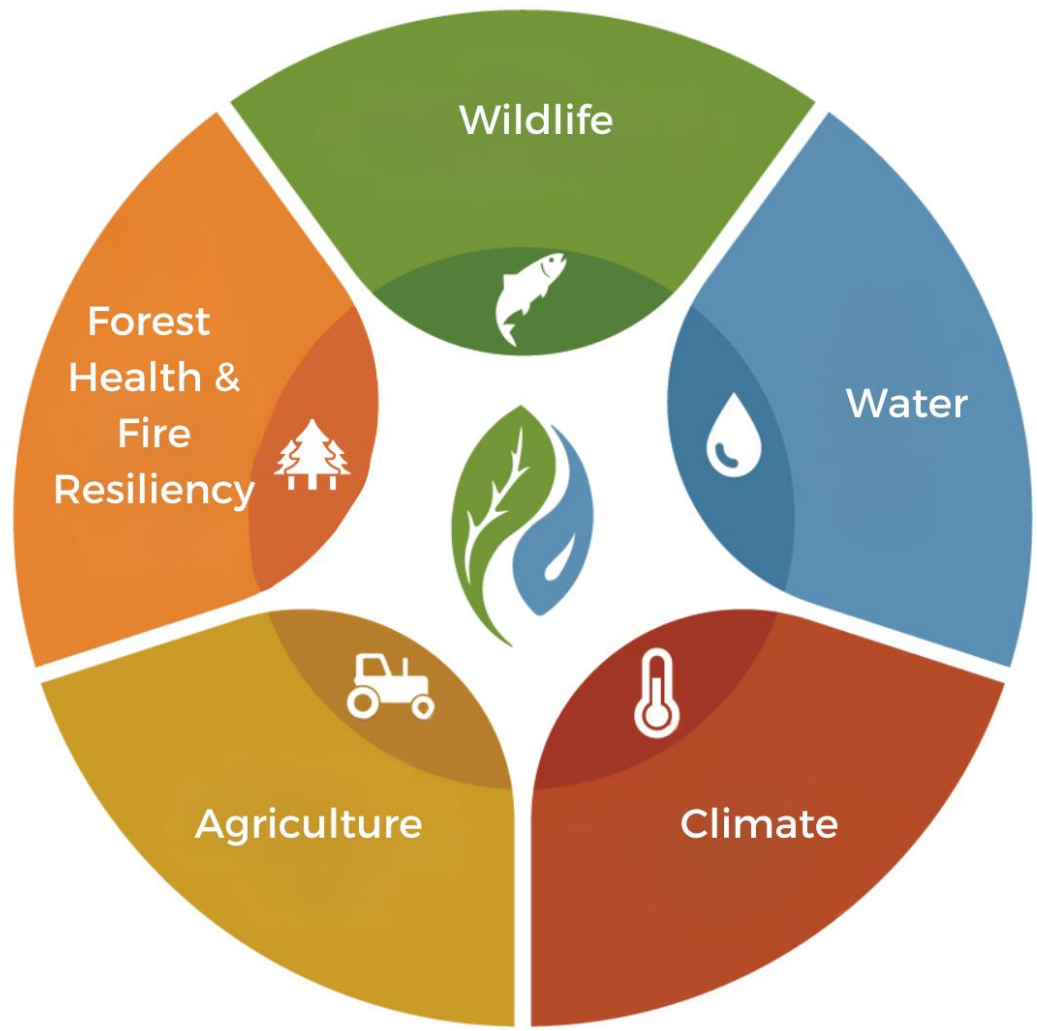 Wildlife
Forest
Health &
Fire
Resiliency
Water
Agriculture
Climate